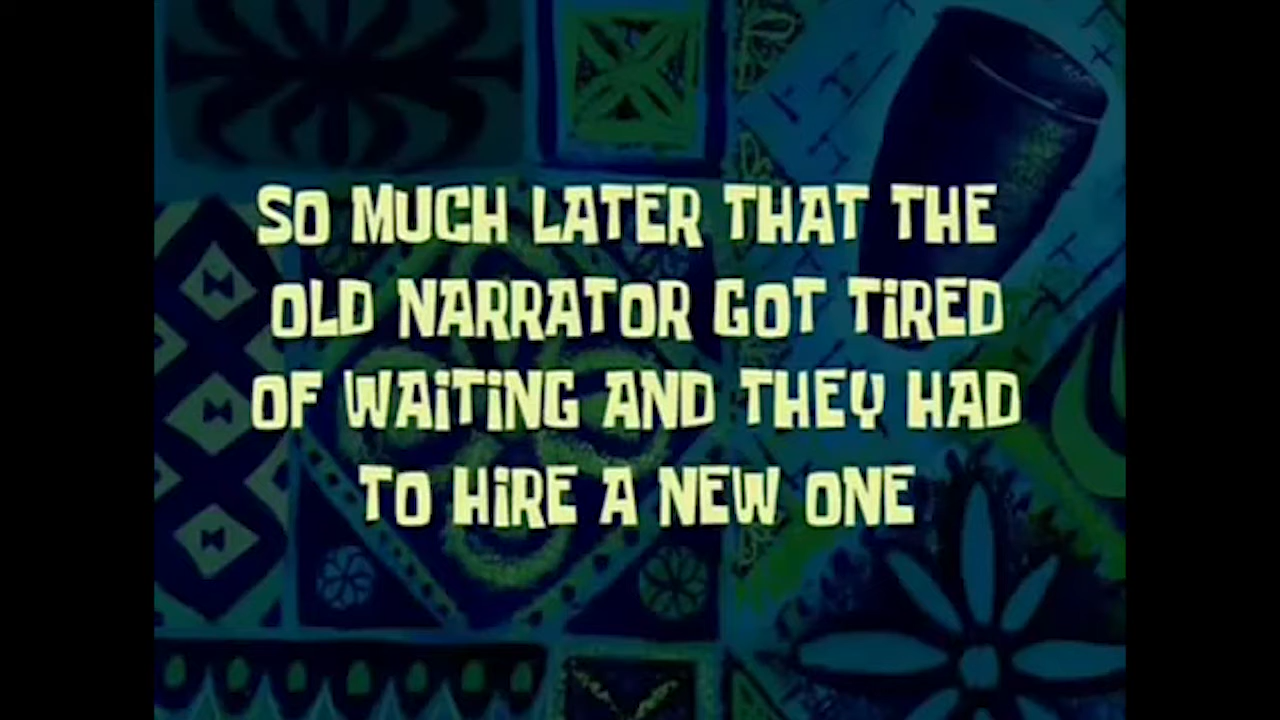 SO MUCH LATER THAT THE
OLD NARRATOR GOT TiRED
OF WAiTiNG AND THEY HAD
TO HiRE A NEW ONE